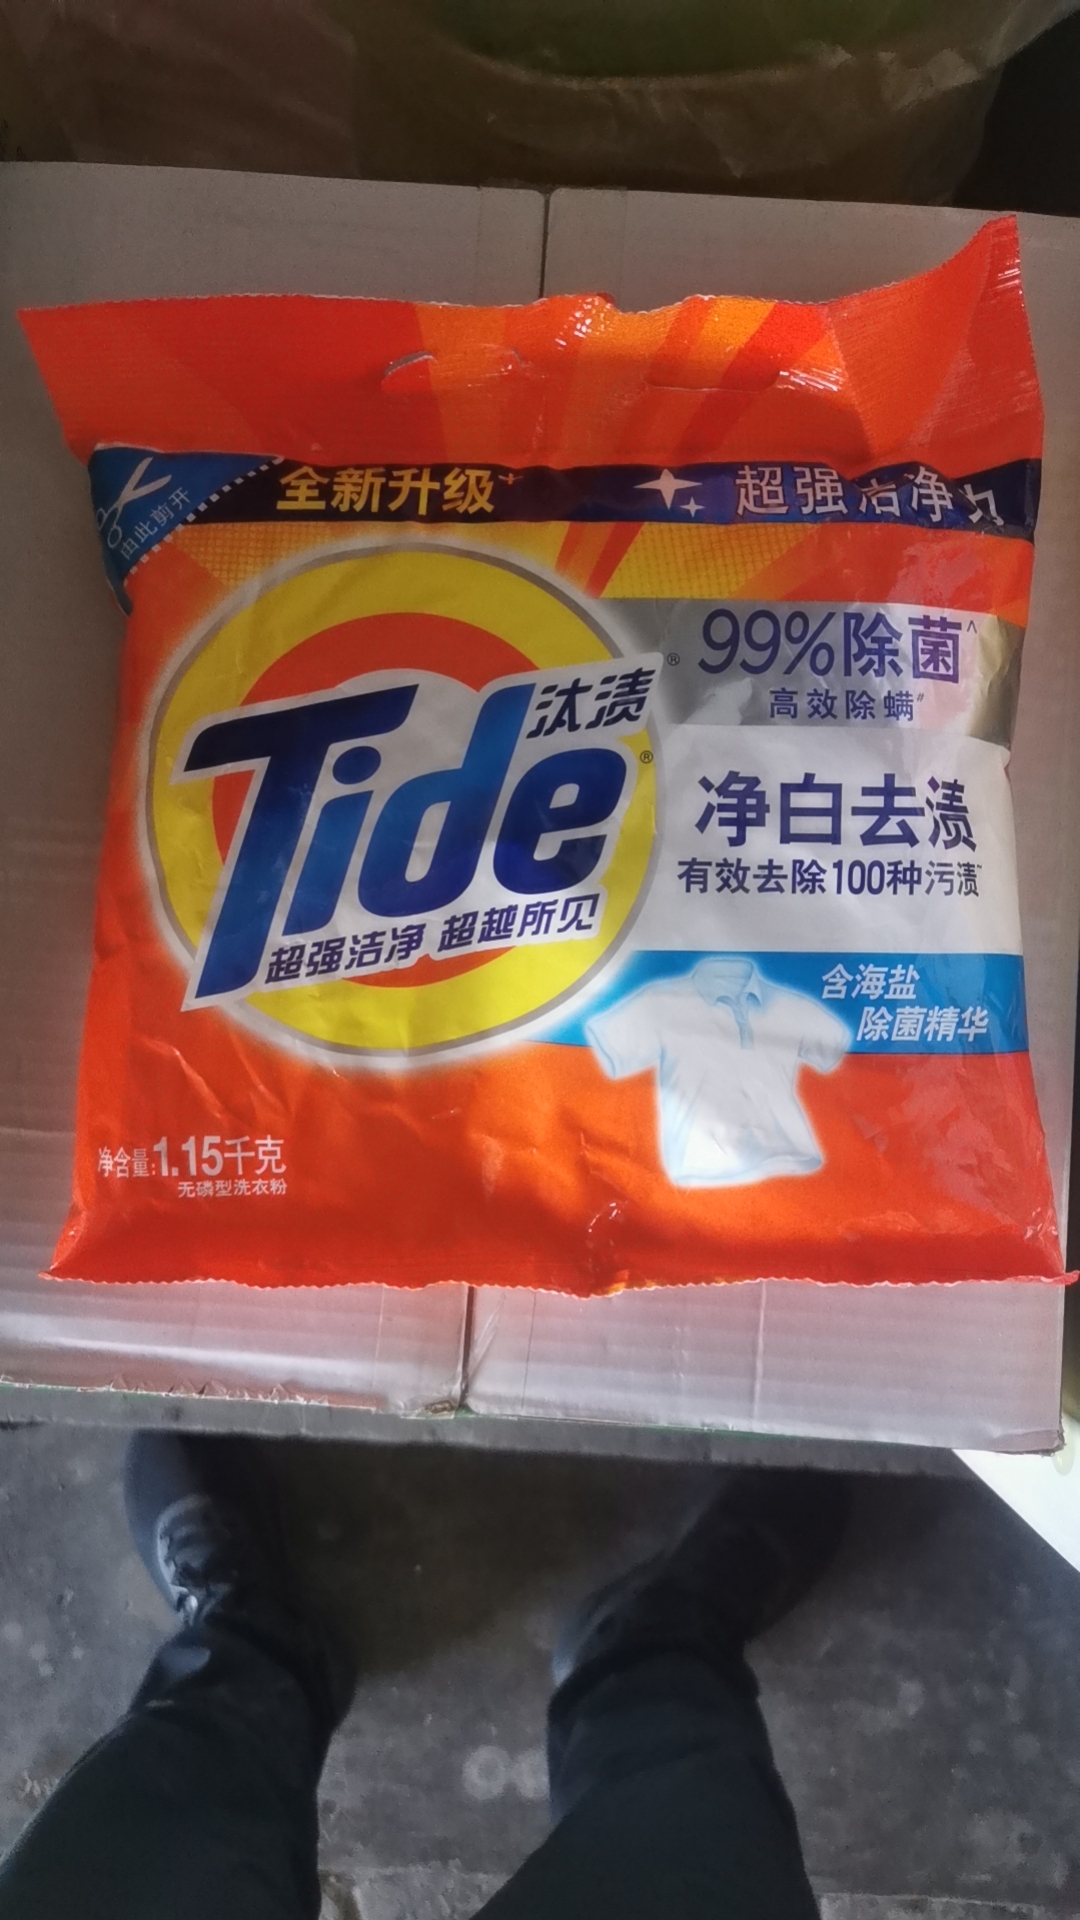 全新升级+
超强洁净力
由此剪开
99%除菌^
高效除螨#
汰渍®
Tide®
净白去渍
有效去除100种污渍
超强洁净 超越所见
含海盐
除菌精华
净含量:1.15千克
无磷型洗衣粉